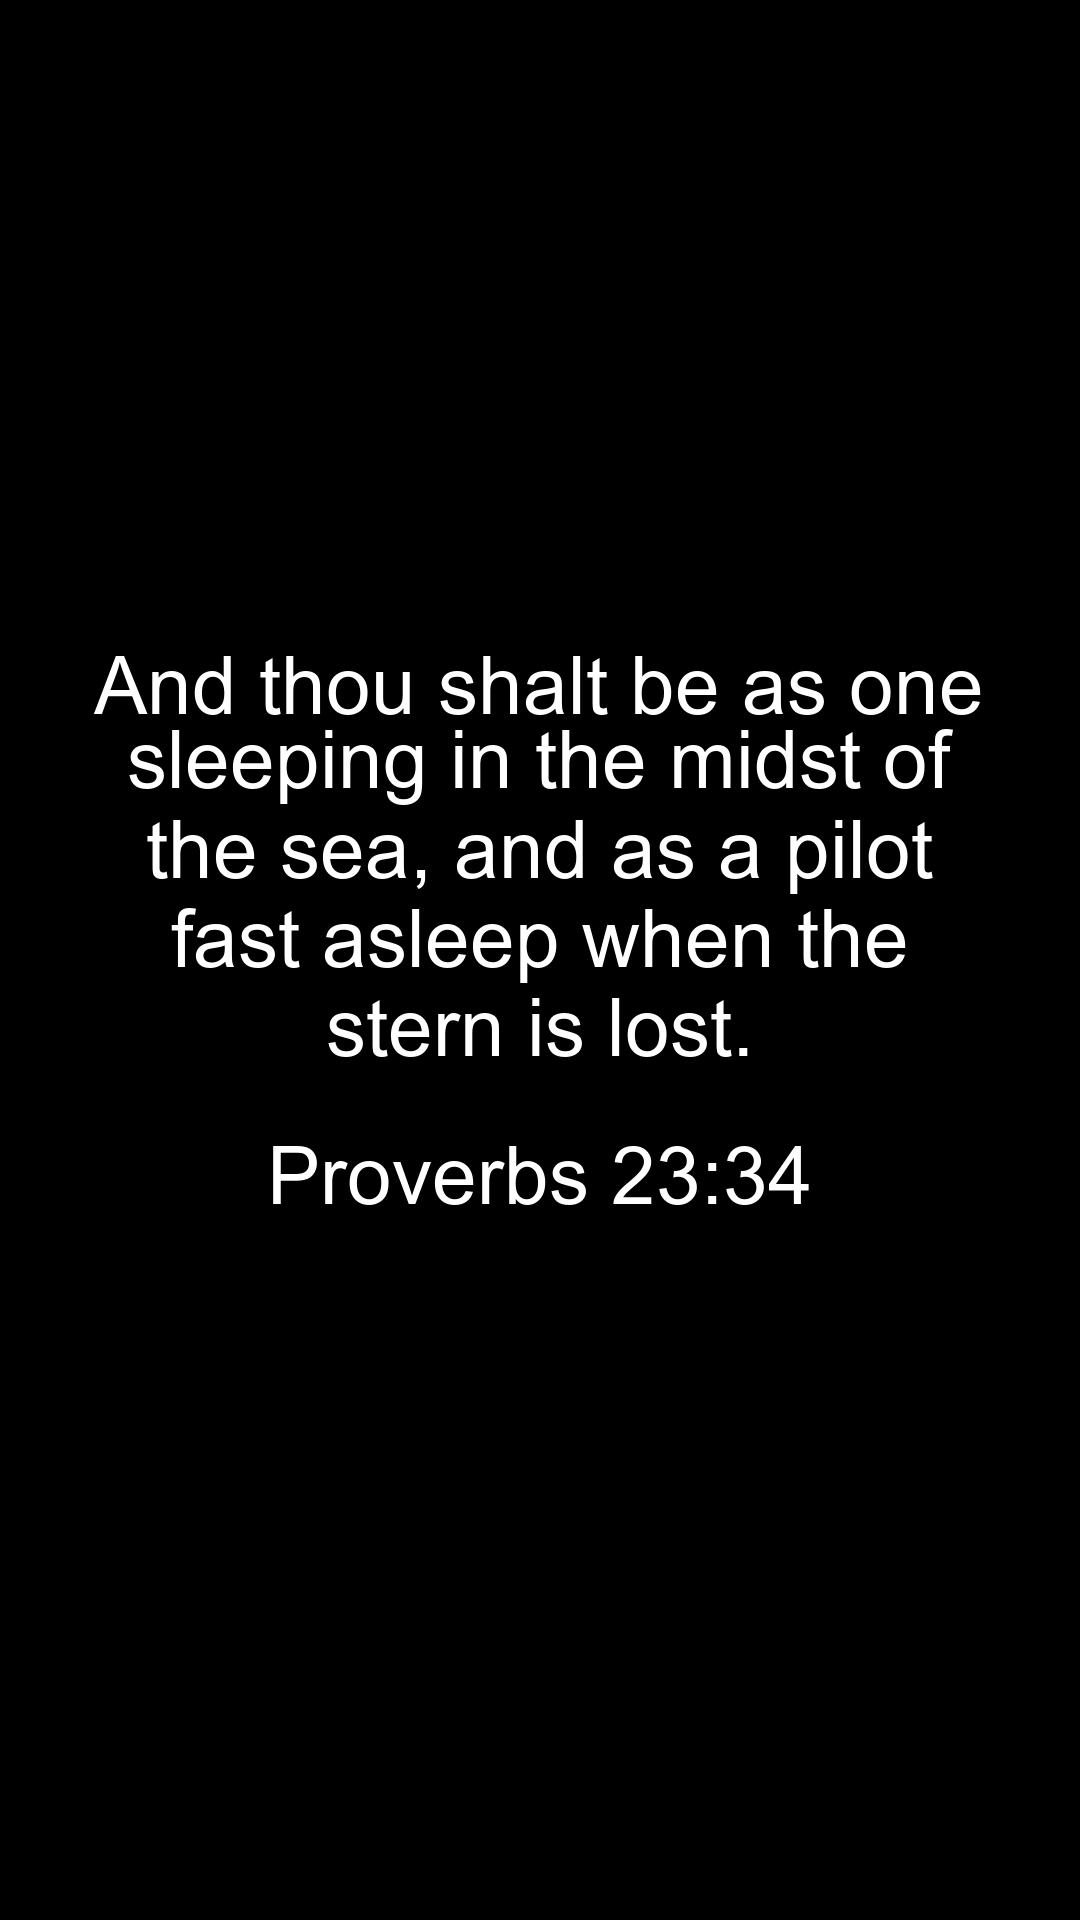 And thou shalt be as one
sleeping in the midst of
the sea, and as a pilot
fast asleep when the
stern is lost.
Proverbs 23:34